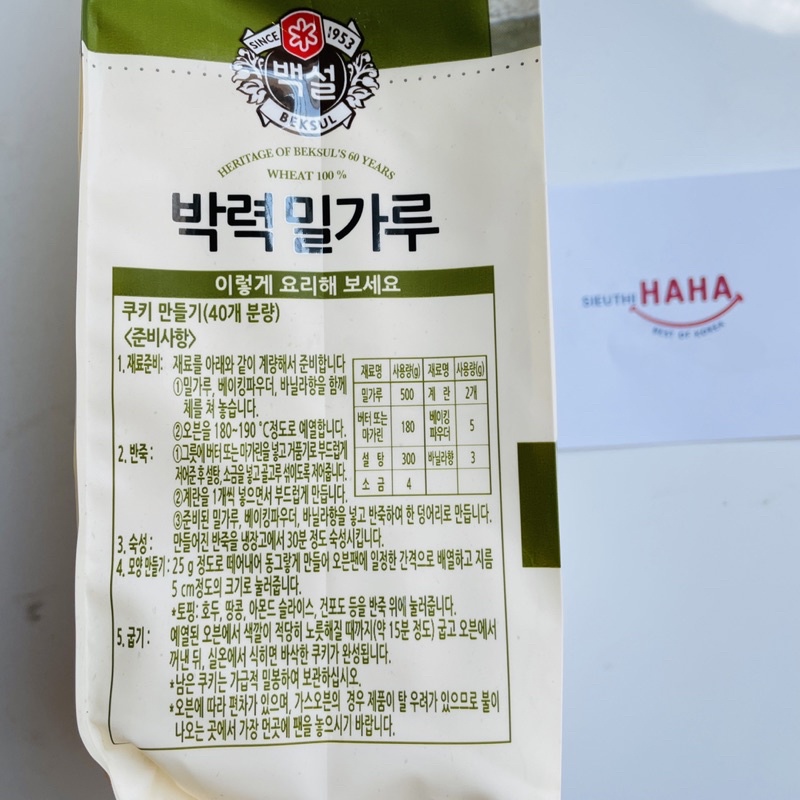 SINCE 1953
백설
BEKSUL
HERITAGE OF BEKSUL'S 60 YEARS
WHEAT 100 %
박력 밀가루
이렇게 요리해 보세요
쿠키 만들기(40개 분량)
<준비사항>
1. 재료준비: 재료를 아래와 같이 계량해서 준비합니다
①밀가루, 베이킹파우더, 바닐라향을 함께
체를 쳐 놓습니다.
②오븐을 180~190 ℃정도로 예열합니다.
2. 반죽: ①그릇에 버터 또는 마가린을 넣고 거품기로 부드럽게
저어준 후 설탕, 소금을 넣고 골고루 섞이도록 저어줍니다.
②계란을 1개씩 넣으면서 부드럽게 만듭니다.
③준비된 밀가루, 베이킹파우더, 바닐라향을 넣고 반죽하여 한 덩어리로 만듭니다.
재료명 사용량(g) 재료명 사용량(g)
밀가루 500 계 란 2개
버터 또는 마가린 180 베이킹 파우더 5
설 탕 300 바닐라향 3
소 금 4
3. 숙성: 만들어진 반죽을 냉장고에서 30분 정도 숙성시킵니다.
4. 모양 만들기: 25 g 정도로 떼어내어 동그랗게 만들어 오븐팬에 일정한 간격으로 배열하고 지름
5 cm정도의 크기로 눌러줍니다.
*토핑: 호두, 땅콩, 아몬드 슬라이스, 건포도 등을 반죽 위에 눌러줍니다.
5. 굽기: 예열된 오븐에서 색깔이 적당히 노릇해질 때까지(약 15분 정도) 굽고 오븐에서
꺼낸 뒤, 실온에서 식히면 바삭한 쿠키가 완성됩니다.
*남은 쿠키는 가급적 밀봉하여 보관하십시오.
*오븐에 따라 편차가 있으며, 가스오븐의 경우 제품이 탈 우려가 있으므로 불이
나오는 곳에서 가장 먼곳에 팬을 놓으시기 바랍니다.
SIEUTHI HAHA
BEST OF KOREA